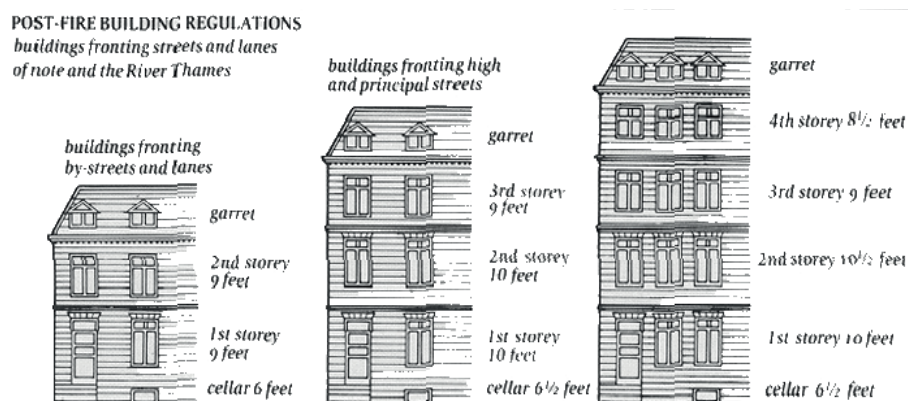 POST-FIRE BUILDING REGULATIONS
buildings fronting streets and lanes
of note and the River Thames
buildings fronting
by-streets and lanes
garret
2nd storey
9 feet
1st storey
9 feet
cellar 6 feet
buildings fronting high
and principal streets
garret
3rd storey
9 feet
2nd storey
10 feet
1st storey
10 feet
cellar 6½ feet
garret
4th storey 8½ feet
3rd storey 9 feet
2nd storey 10½ feet
1st storey 10 feet
cellar 6½ feet